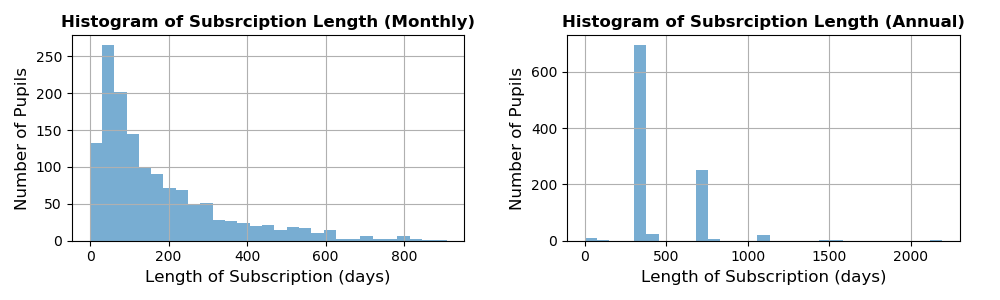 Histogram of Subsrciption Length (Monthly)
Number of Pupils
250
200
150
100
50
0
0 200 400 600 800
Length of Subscription (days)
Histogram of Subsrciption Length (Annual)
Number of Pupils
600
400
200
0
0 500 1000 1500 2000
Length of Subscription (days)